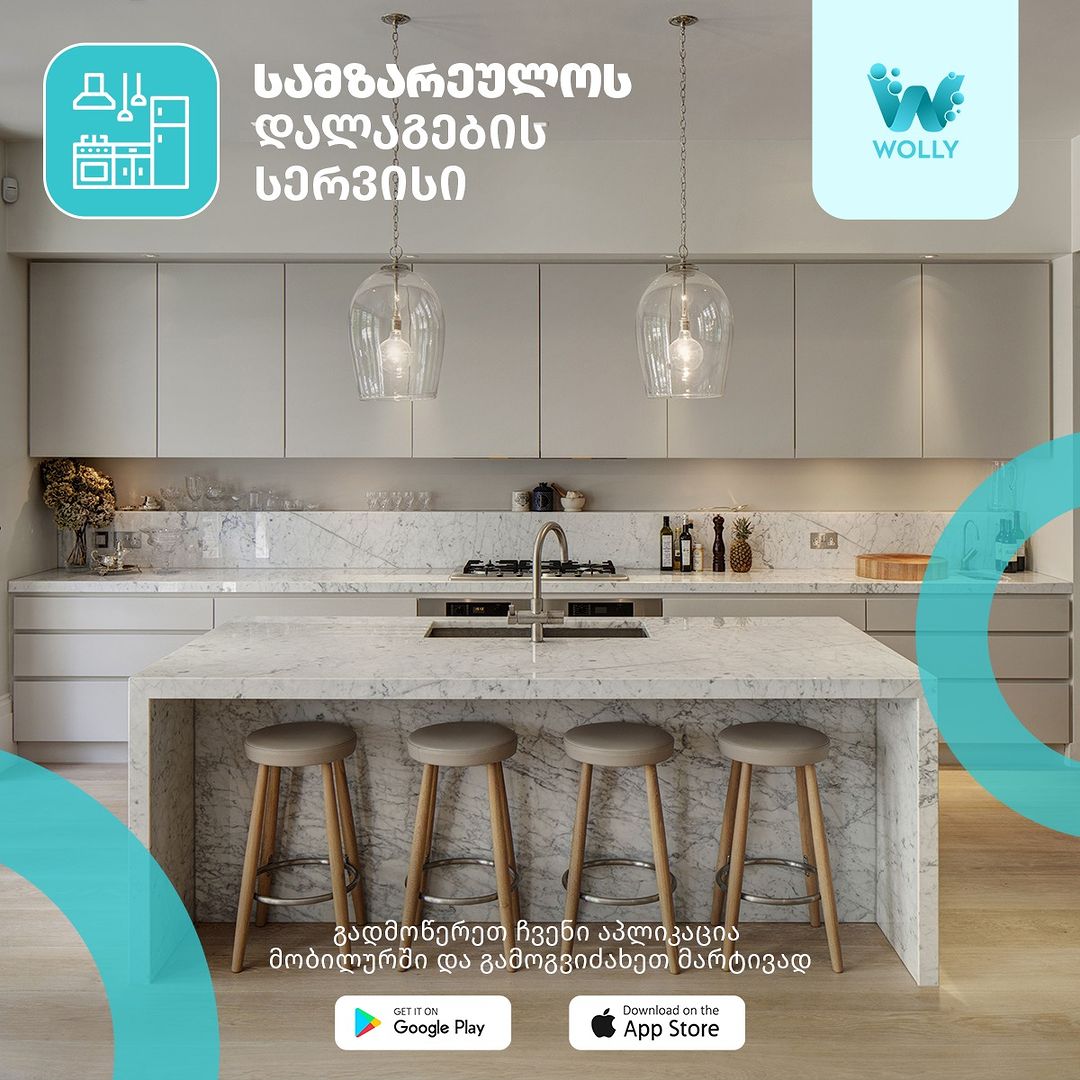 სამზარეულოს
დალაგების
სერვისი
WOLLY
გადმოწერეთ ჩვენი აპლიკაცია
მობილურში და გამოგვიძახეთ მარტივად
GET IT ON
Google Play
Download on the
App Store